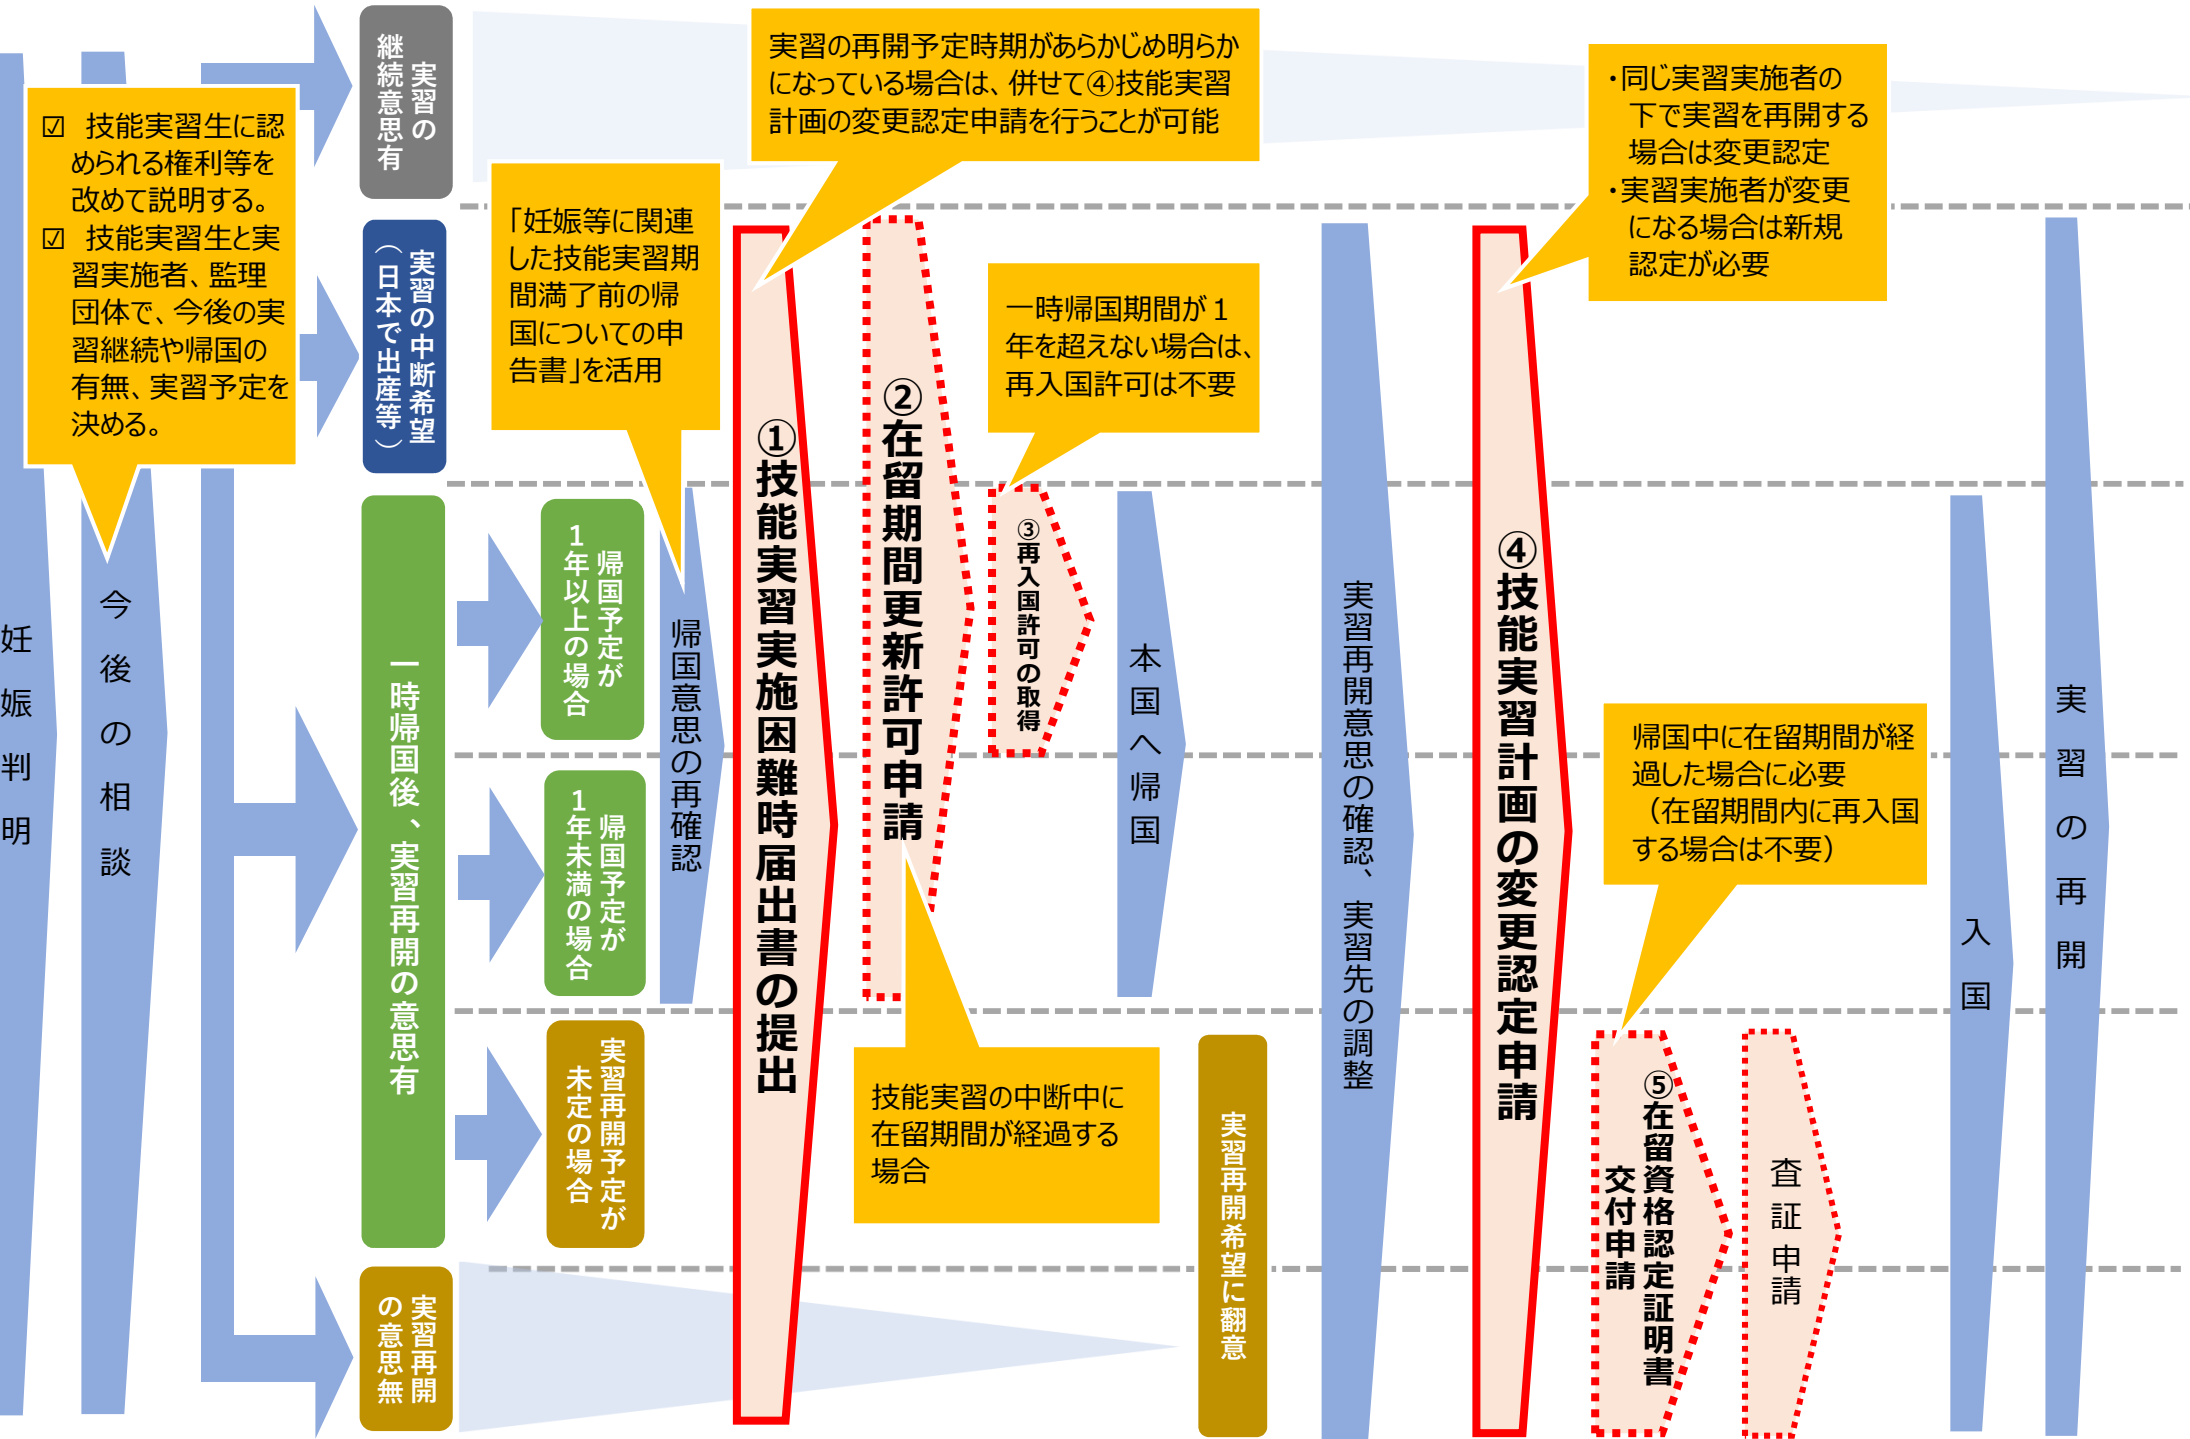 妊娠判明
今後の相談
☑ 技能実習生に認
められる権利等を
改めて説明する。
☑ 技能実習生と実
習実施者、監理
団体で、今後の実
習継続や帰国の
有無、実習予定を
決める。
実習の
継続意思有
実習の中断希望
（日本で出産等）
一時帰国後、実習再開の意思有
実習再開
の意思無
帰国予定が
１年以上の場合
帰国予定が
１年未満の場合
実習再開予定が
未定の場合
「妊娠等に関連
した技能実習期
間満了前の帰
国についての申
告書」を活用
帰国意思の再確認
実習の再開予定時期があらかじめ明らか
になっている場合は、併せて④技能実習
計画の変更認定申請を行うことが可能
①技能実習実施困難時届出書の提出
②在留期間更新許可申請
技能実習の中断中に
在留期間が経過する
場合
一時帰国期間が１
年を超えない場合は、
再入国許可は不要
③再入国許可の取得
本国へ帰国
実習再開希望に翻意
実習再開意思の確認、実習先の調整
・同じ実習実施者の
下で実習を再開する
場合は変更認定
・実習実施者が変更
になる場合は新規
認定が必要
④技能実習計画の変更認定申請
帰国中に在留期間が経
過した場合に必要
（在留期間内に再入国
する場合は不要）
⑤在留資格認定証明書
交付申請
査証申請
入国
実習の再開